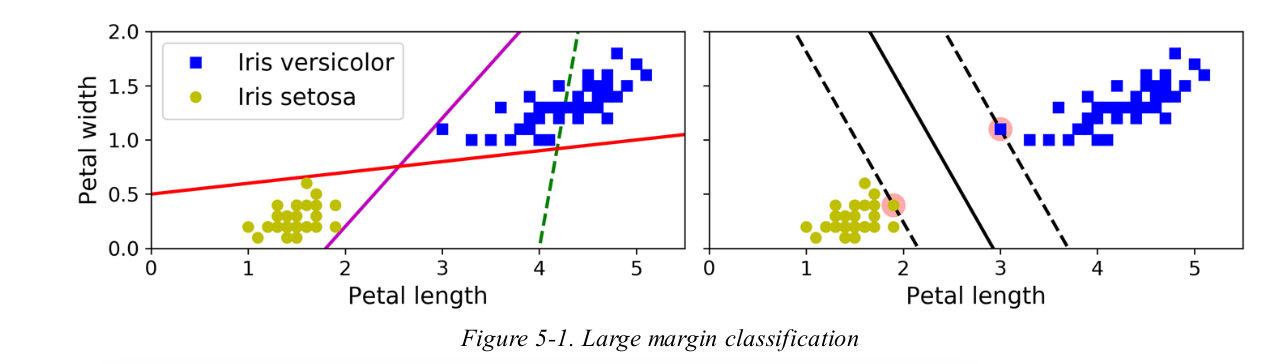 2.0
1.5
1.0
0.5
0.0
Petal width
Iris versicolor
Iris setosa
0 1 2 3 4 5
Petal length
0 1 2 3 4 5
Petal length
Figure 5-1. Large margin classification